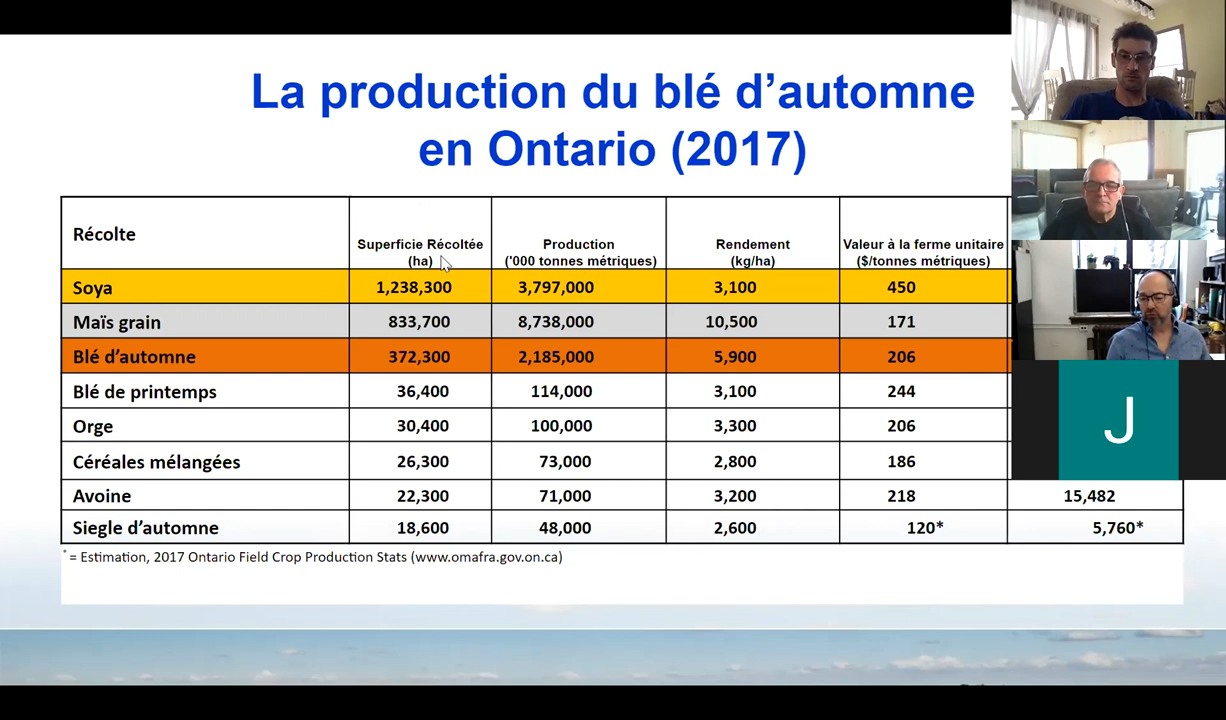 La production du blé d’automne
en Ontario (2017)
Récolte
Superficie Récoltée
(ha)
Production
('000 tonnes métriques)
Rendement
(kg/ha)
Valeur à la ferme unitaire
($/tonnes métriques)
Soya 1,238,300 3,797,000 3,100 450
Maïs grain 833,700 8,738,000 10,500 171
Blé d’automne 372,300 2,185,000 5,900 206
Blé de printemps 36,400 114,000 3,100 244
Orge 30,400 100,000 3,300 206
Céréales mélangées 26,300 73,000 2,800 186
Avoine 22,300 71,000 3,200 218 15,482
Siegle d’automne 18,600 48,000 2,600 120* 5,760*
* = Estimation, 2017 Ontario Field Crop Production Stats (www.omafra.gov.on.ca)
J